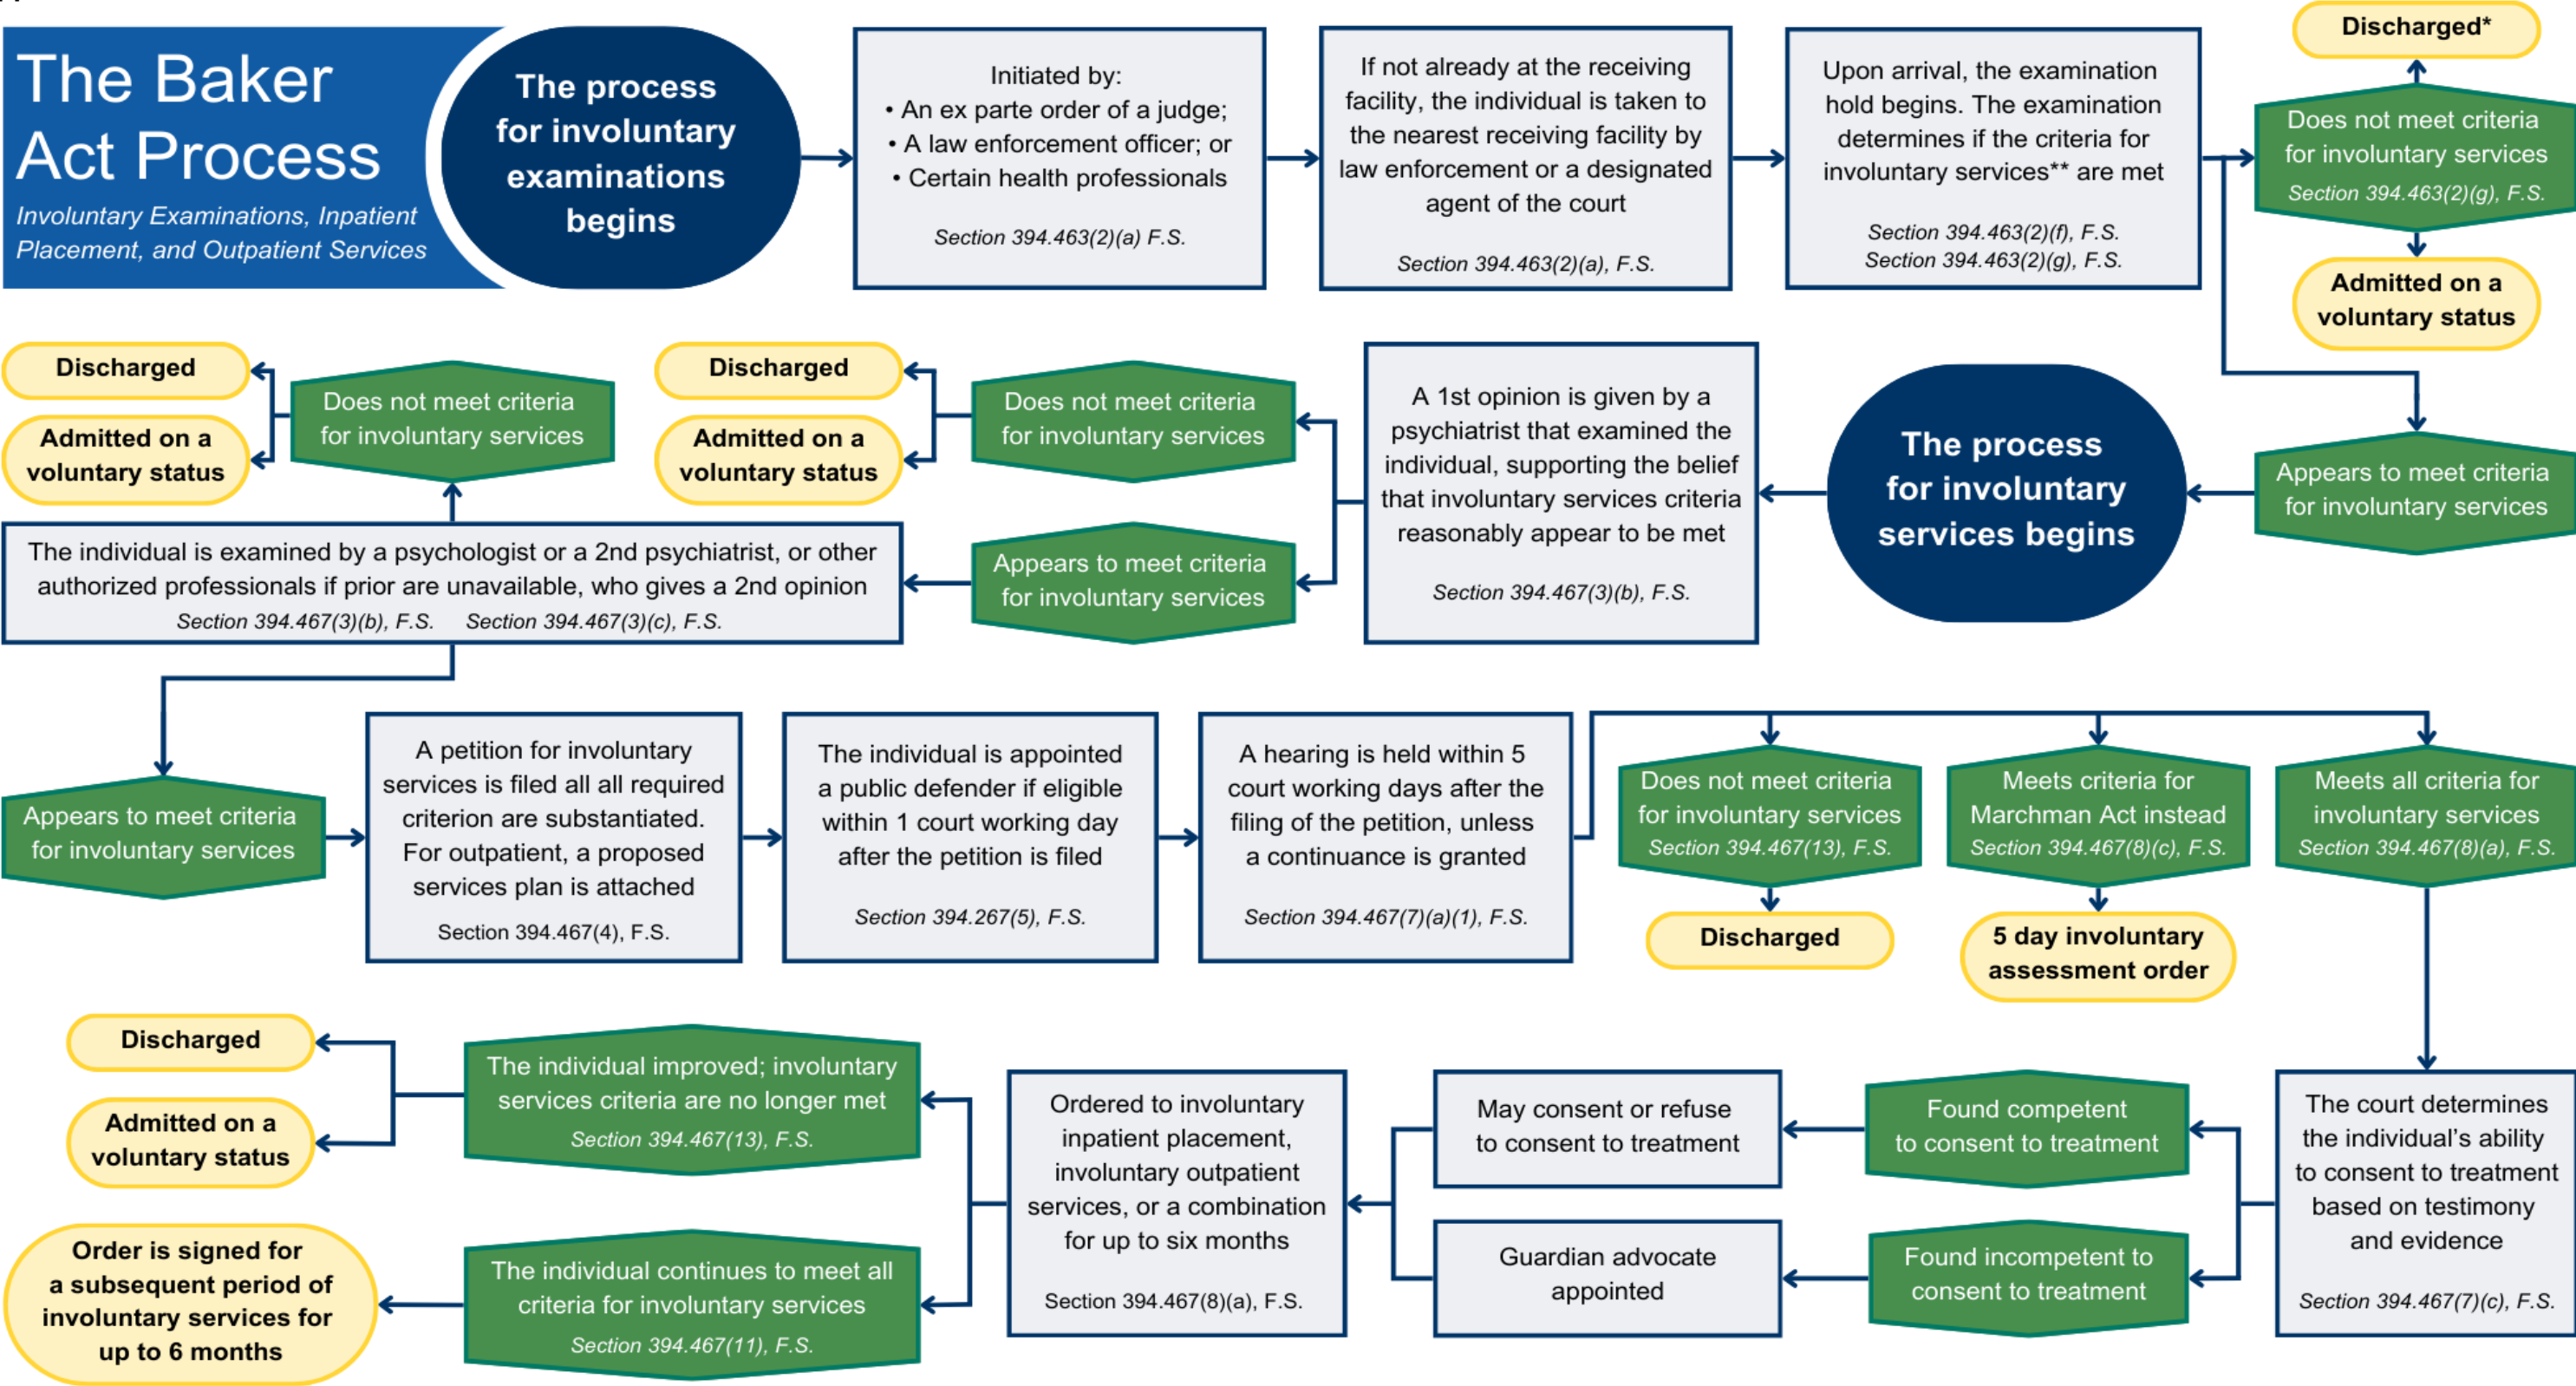 The Baker
Act Process
Involuntary Examinations, Inpatient
Placement, and Outpatient Services
The process
for involuntary
examinations
begins
Initiated by:
• An ex parte order of a judge;
• A law enforcement officer; or
• Certain health professionals
Section 394.463(2)(a) F.S.
If not already at the receiving
facility, the individual is taken to
the nearest receiving facility by
law enforcement or a designated
agent of the court
Section 394.463(2)(a), F.S.
Upon arrival, the examination
hold begins. The examination
determines if the criteria for
involuntary services** are met
Section 394.463(2)(f), F.S.
Section 394.463(2)(g), F.S.
Discharged*
Does not meet criteria
for involuntary services
Section 394.463(2)(g), F.S.
Admitted on a
voluntary status
Appears to meet criteria
for involuntary services
The process
for involuntary
services begins
A 1st opinion is given by a
psychiatrist that examined the
individual, supporting the belief
that involuntary services criteria
reasonably appear to be met
Section 394.467(3)(b), F.S.
Does not meet criteria
for involuntary services
Discharged
Admitted on a
voluntary status
Appears to meet criteria
for involuntary services
The individual is examined by a psychologist or a 2nd psychiatrist, or other
authorized professionals if prior are unavailable, who gives a 2nd opinion
Section 394.467(3)(b), F.S. Section 394.467(3)(c), F.S.
Does not meet criteria
for involuntary services
Discharged
Admitted on a
voluntary status
Appears to meet criteria
for involuntary services
A petition for involuntary
services is filed all all required
criterion are substantiated.
For outpatient, a proposed
services plan is attached
Section 394.467(4), F.S.
The individual is appointed
a public defender if eligible
within 1 court working day
after the petition is filed
Section 394.267(5), F.S.
A hearing is held within 5
court working days after the
filing of the petition, unless
a continuance is granted
Section 394.467(7)(a)(1), F.S.
Does not meet criteria
for involuntary services
Section 394.467(13), F.S.
Discharged
Meets criteria for
Marchman Act instead
Section 394.467(8)(c), F.S.
5 day involuntary
assessment order
Meets all criteria for
involuntary services
Section 394.467(8)(a), F.S.
The court determines
the individual's ability
to consent to treatment
based on testimony
and evidence
Section 394.467(7)(c), F.S.
Found competent
to consent to treatment
May consent or refuse
to consent to treatment
Found incompetent to
consent to treatment
Guardian advocate
appointed
Ordered to involuntary
inpatient placement,
involuntary outpatient
services, or a combination
for up to six months
Section 394.467(8)(a), F.S.
The individual improved; involuntary
services criteria are no longer met
Section 394.467(13), F.S.
Discharged
Admitted on a
voluntary status
The individual continues to meet all
criteria for involuntary services
Section 394.467(11), F.S.
Order is signed for
a subsequent period of
involuntary services for
up to 6 months